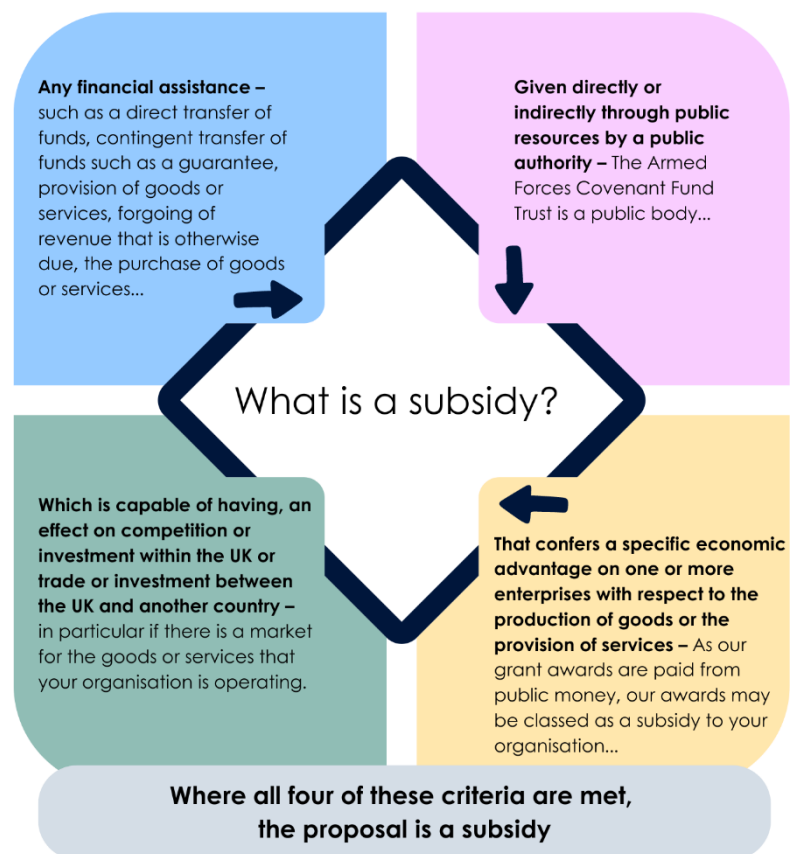 Any financial assistance –
such as a direct transfer of
funds, contingent transfer of
funds such as a guarantee,
provision of goods or
services, forgoing of
revenue that is otherwise
due, the purchase of goods
or services...
Given directly or
indirectly through public
resources by a public
authority – The Armed
Forces Covenant Fund
Trust is a public body...
What is a subsidy?
Which is capable of having, an
effect on competition or
investment within the UK or
trade or investment between
the UK and another country –
in particular if there is a market
for the goods or services that
your organisation is operating.
That confers a specific economic
advantage on one or more
enterprises with respect to the
production of goods or the
provision of services – As our
grant awards are paid from
public money, our awards may
be classed as a subsidy to your
organisation...
Where all four of these criteria are met,
the proposal is a subsidy